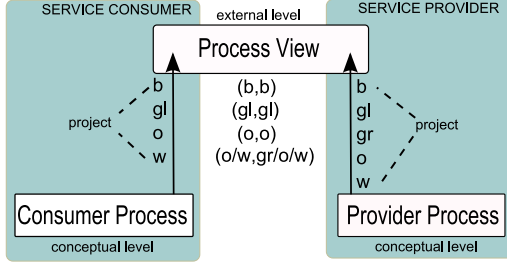 SERVICE CONSUMER
external level
SERVICE PROVIDER
Process View
b
(b,b)
b
gl
(gl,gl)
gl
project
o
(o,o)
gr
project
w
(o/w,gr/o/w)
o
w
Consumer Process
Provider Process
conceptual level
conceptual level